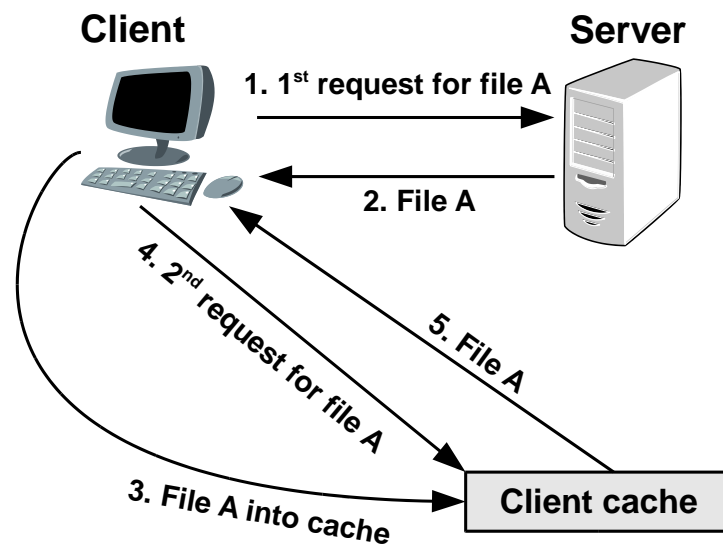 Client
Server
1. 1st request for file A
2. File A
4. 2nd request for file A
5. File A
3. File A into cache
Client cache